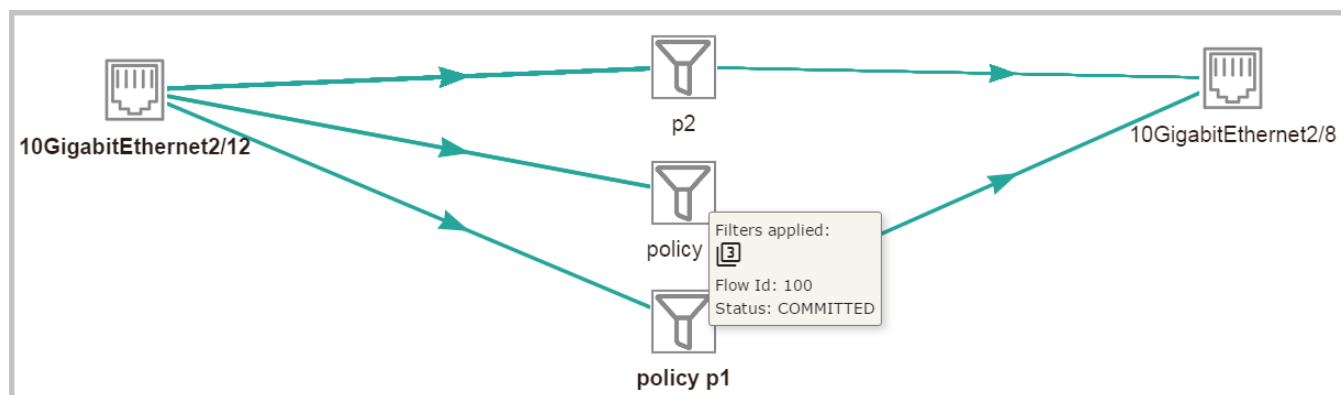 p2
10GigabitEthernet2/12
10GigabitEthernet2/8
policy
Filters applied:
3
Flow Id: 100
Status: COMMITTED
policy p1